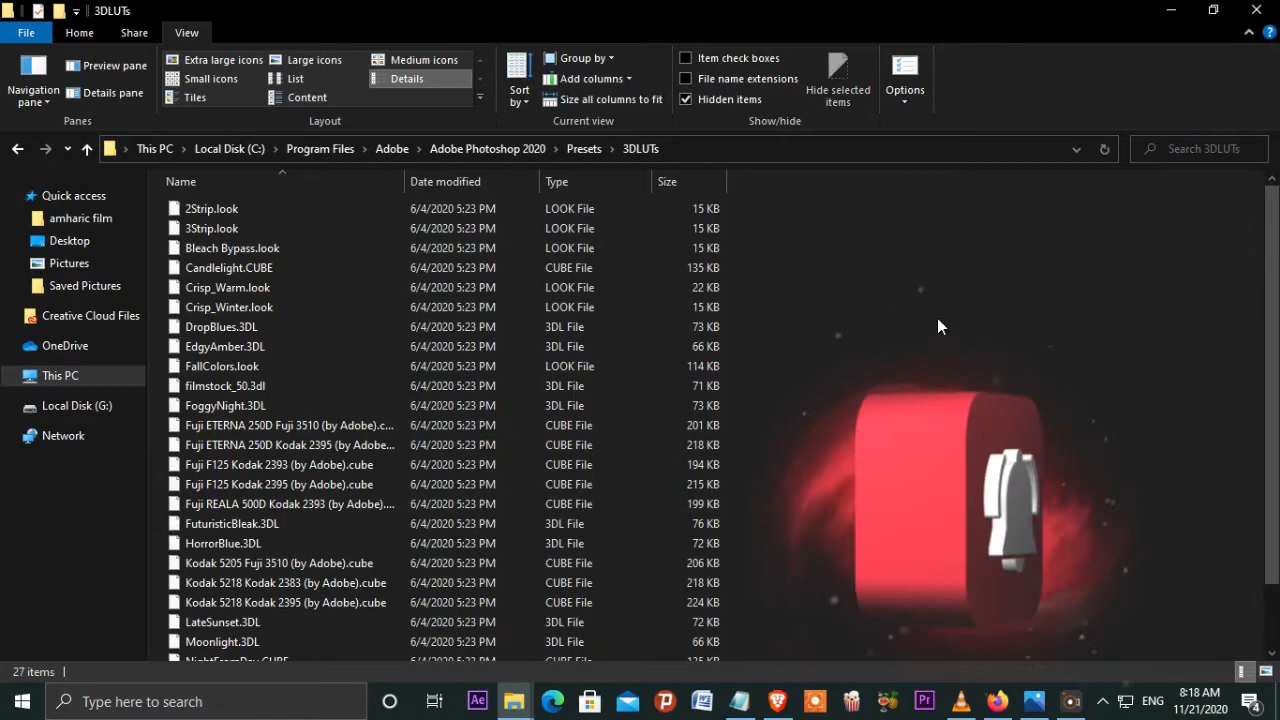 3DLUTs
File Home Share View
Navigation pane
Preview pane
Details pane
Panes
Extra large icons Large icons Medium icons
Small icons List Details
Tiles Content
Layout
Sort by
Group by
Add columns
Size all columns to fit
Current view
Item check boxes
File name extensions
Hidden items
Hide selected items
Show/hide
Options
This PC Local Disk (C:) Program Files Adobe Adobe Photoshop 2020 Presets 3DLUTs
Search 3DLUTs
Quick access
amharic film
Desktop
Pictures
Saved Pictures
Creative Cloud Files
OneDrive
This PC
Local Disk (G:)
Network
Name Date modified Type Size
2Strip.look 6/4/2020 5:23 PM LOOK File 15 KB
3Strip.look 6/4/2020 5:23 PM LOOK File 15 KB
Bleach Bypass.look 6/4/2020 5:23 PM LOOK File 15 KB
Candlelight.CUBE 6/4/2020 5:23 PM CUBE File 135 KB
Crisp_Warm.look 6/4/2020 5:23 PM LOOK File 22 KB
Crisp_Winter.look 6/4/2020 5:23 PM LOOK File 15 KB
DropBlues.3DL 6/4/2020 5:23 PM 3DL File 73 KB
EdgyAmber.3DL 6/4/2020 5:23 PM 3DL File 66 KB
FallColors.look 6/4/2020 5:23 PM LOOK File 114 KB
filmstock_50.3dl 6/4/2020 5:23 PM 3DL File 71 KB
FoggyNight.3DL 6/4/2020 5:23 PM 3DL File 73 KB
Fuji ETERNA 250D Fuji 3510 (by Adobe).c... 6/4/2020 5:23 PM CUBE File 201 KB
Fuji ETERNA 250D Kodak 2395 (by Adobe... 6/4/2020 5:23 PM CUBE File 218 KB
Fuji F125 Kodak 2393 (by Adobe).cube 6/4/2020 5:23 PM CUBE File 194 KB
Fuji F125 Kodak 2395 (by Adobe).cube 6/4/2020 5:23 PM CUBE File 215 KB
Fuji REALA 500D Kodak 2393 (by Adobe).... 6/4/2020 5:23 PM CUBE File 199 KB
FuturisticBleak.3DL 6/4/2020 5:23 PM 3DL File 76 KB
HorrorBlue.3DL 6/4/2020 5:23 PM 3DL File 72 KB
Kodak 5205 Fuji 3510 (by Adobe).cube 6/4/2020 5:23 PM CUBE File 206 KB
Kodak 5218 Kodak 2383 (by Adobe).cube 6/4/2020 5:23 PM CUBE File 218 KB
Kodak 5218 Kodak 2395 (by Adobe).cube 6/4/2020 5:23 PM CUBE File 224 KB
LateSunset.3DL 6/4/2020 5:23 PM 3DL File 72 KB
Moonlight.3DL 6/4/2020 5:23 PM 3DL File 66 KB
NightFromDay.CUBE 6/4/2020 5:23 PM CUBE File 135 KB
27 items
Type here to search
Ae
Pr
ENG
8:18 AM
11/21/2020
4